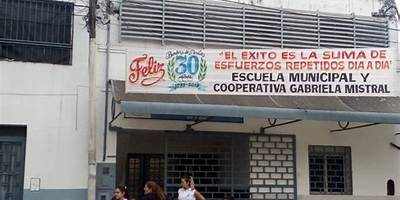 Feliz
30
"EL EXITO ES LA SUMA DE
ESFUERZOS REPETIDOS DIA A DIA"
ESCUELA MUNICIPAL Y
COOPERATIVA GABRIELA MISTRAL